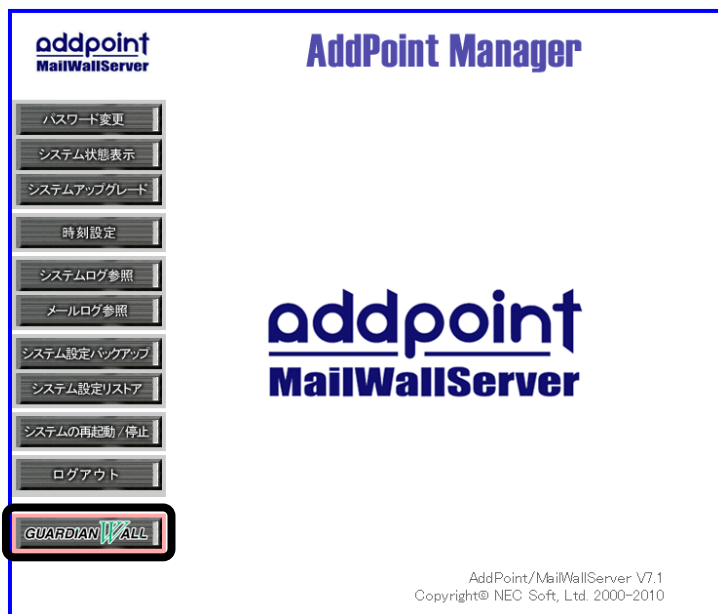 addpoint
MailWallServer
AddPoint Manager
パスワード変更
システム状態表示
システムアップグレード
時刻設定
システムログ参照
メールログ参照
システム設定バックアップ
システム設定リストア
システムの再起動/停止
ログアウト
GUARDIAN WALL
addpoint
MailWallServer
AddPoint/MailWallServer V7.1
Copyright© NEC Soft, Ltd. 2000-2010